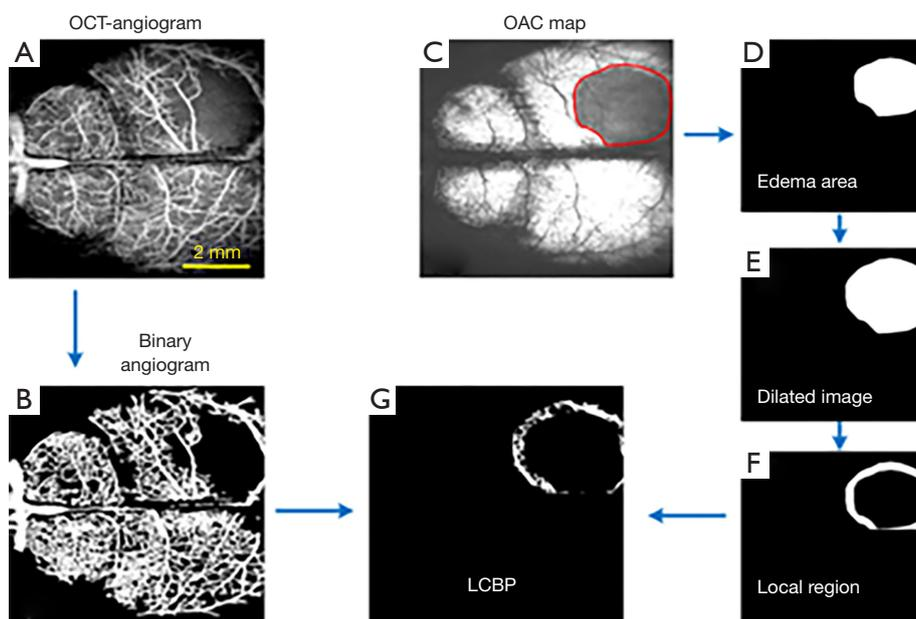 OCT-angiogram
A
2 mm
OAC map
C
D
Edema area
E
Dilated image
Binary
angiogram
B
G
LCBP
F
Local region